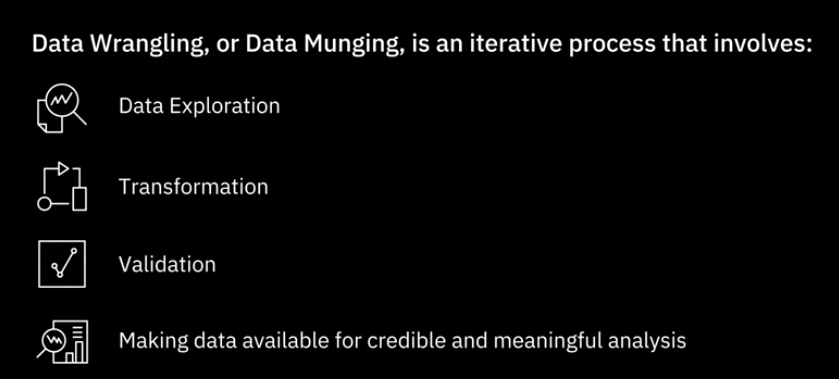 Data Wrangling, or Data Munging, is an iterative process that involves:
Data Exploration
Transformation
Validation
Making data available for credible and meaningful analysis